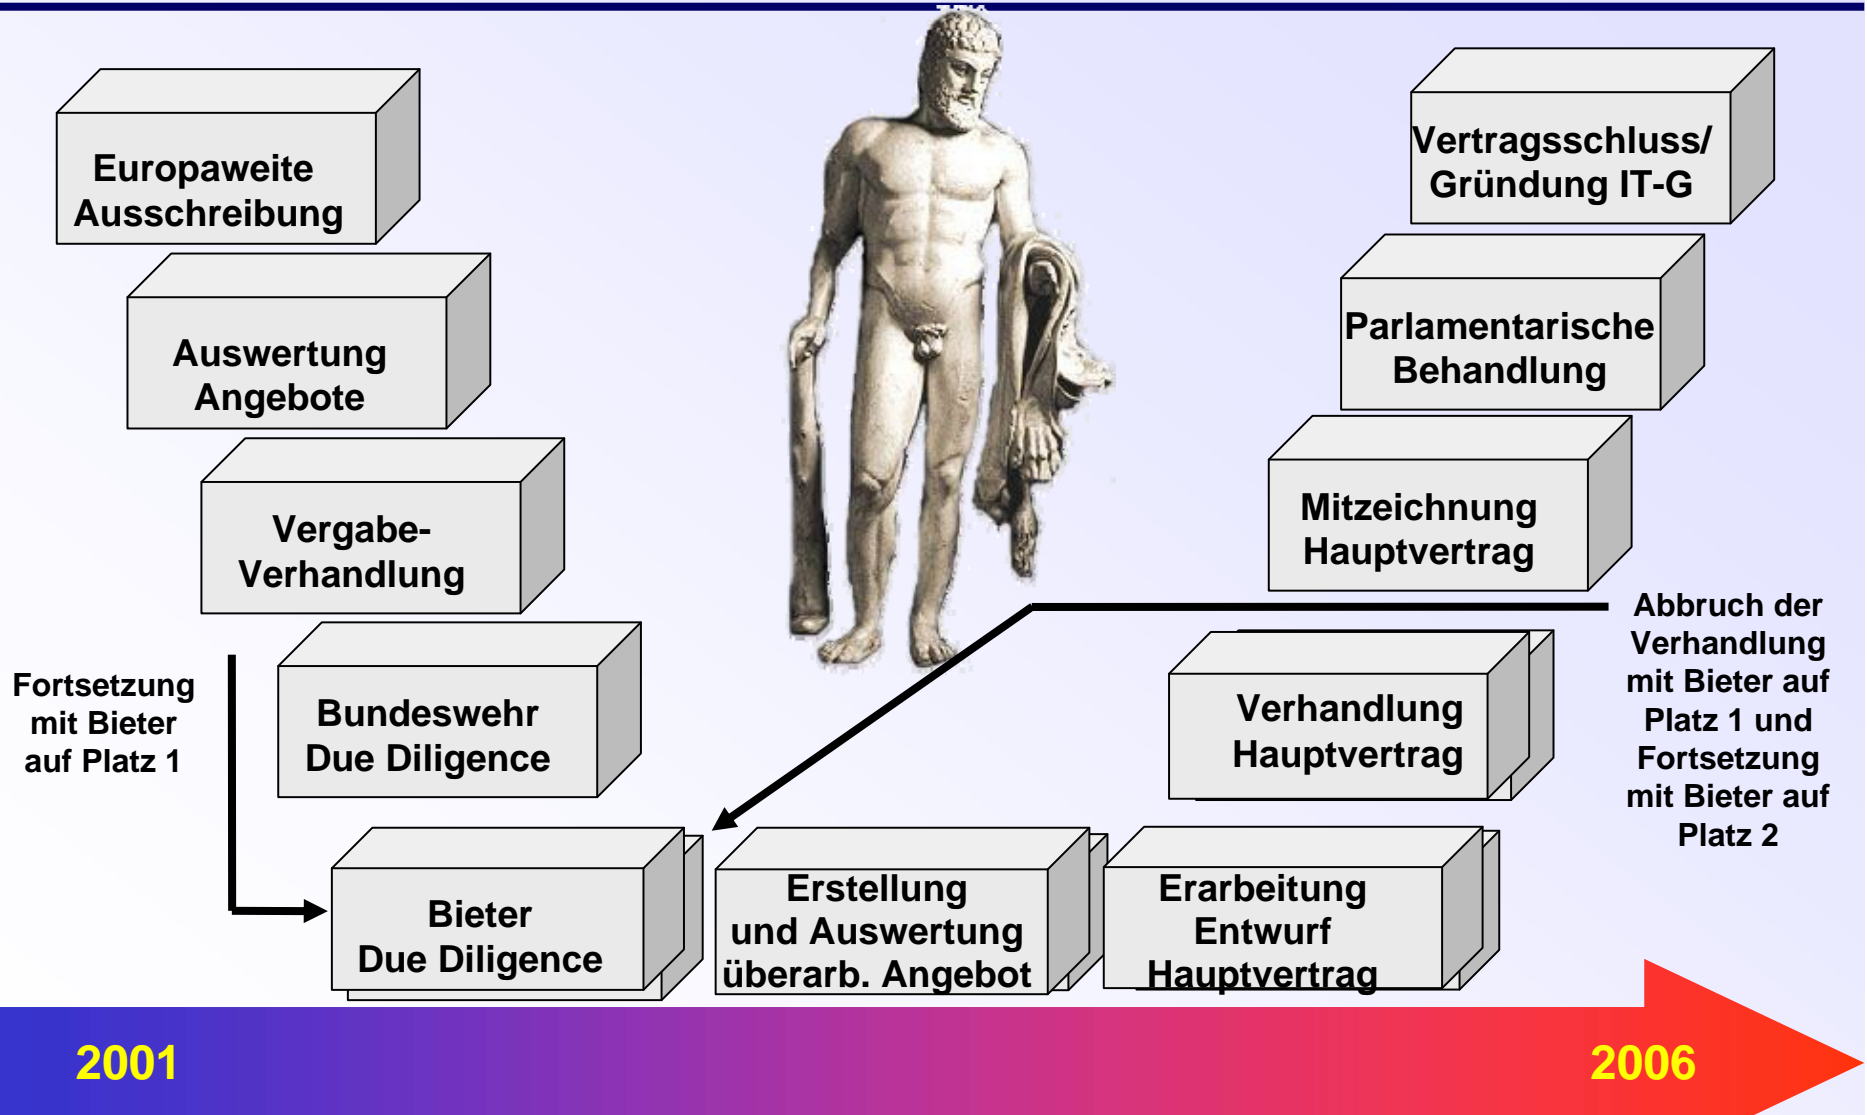 Europaweite
Ausschreibung
Auswertung
Angebote
Vergabe-
Verhandlung
Bundeswehr
Due Diligence
Fortsetzung
mit Bieter
auf Platz 1
Bieter
Due Diligence
Erstellung
und Auswertung
überarb. Angebot
Erarbeitung
Entwurf
Hauptvertrag
Verhandlung
Hauptvertrag
Abbruch der
Verhandlung
mit Bieter auf
Platz 1 und
Fortsetzung
mit Bieter auf
Platz 2
Mitzeichnung
Hauptvertrag
Parlamentarische
Behandlung
Vertragsschluss/
Gründung IT-G
2001
2006